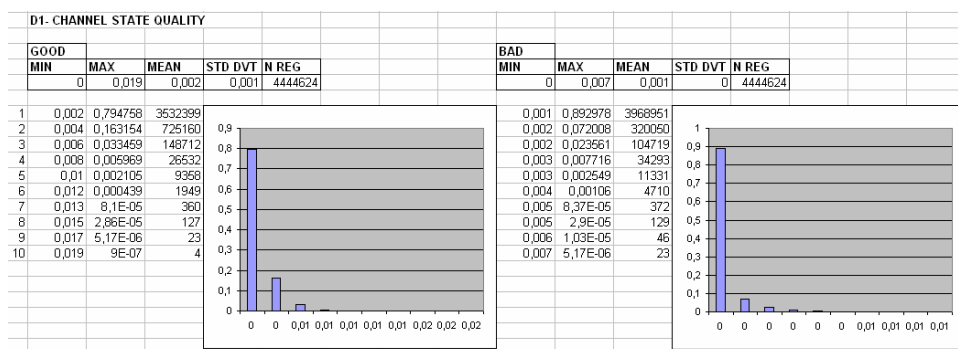 D1- CHANNEL STATE QUALITY
GOOD BAD
MIN MAX MEAN STD DVT N REG MIN MAX MEAN STD DVT N REG
0 0,019 0,002 0,001 4444624 0 0,007 0,001 0 4444624
1 0,002 0,794758 3532399 0,001 0,892978 3968951
2 0,004 0,163154 725160 0,002 0,072008 320050
3 0,006 0,033459 148712 0,002 0,023561 104719
4 0,008 0,005969 26532 0,003 0,007716 34293
5 0,01 0,002105 9358 0,003 0,002549 11331
6 0,012 0,000439 1949 0,004 0,00106 4710
7 0,013 8,1E-05 360 0,005 8,37E-05 372
8 0,015 2,86E-05 127 0,005 2,9E-05 129
9 0,017 5,17E-06 23 0,006 1,03E-05 46
10 0,019 9E-07 4 0,007 5,17E-06 23
0,9
0,8
0,7
0,6
0,5
0,4
0,3
0,2
0,1
0
0 0 0,01 0,01 0,01 0,01 0,01 0,02 0,02 0,02
1
0,9
0,8
0,7
0,6
0,5
0,4
0,3
0,2
0,1
0
0 0 0 0 0 0 0,01 0,01 0,01 0,01